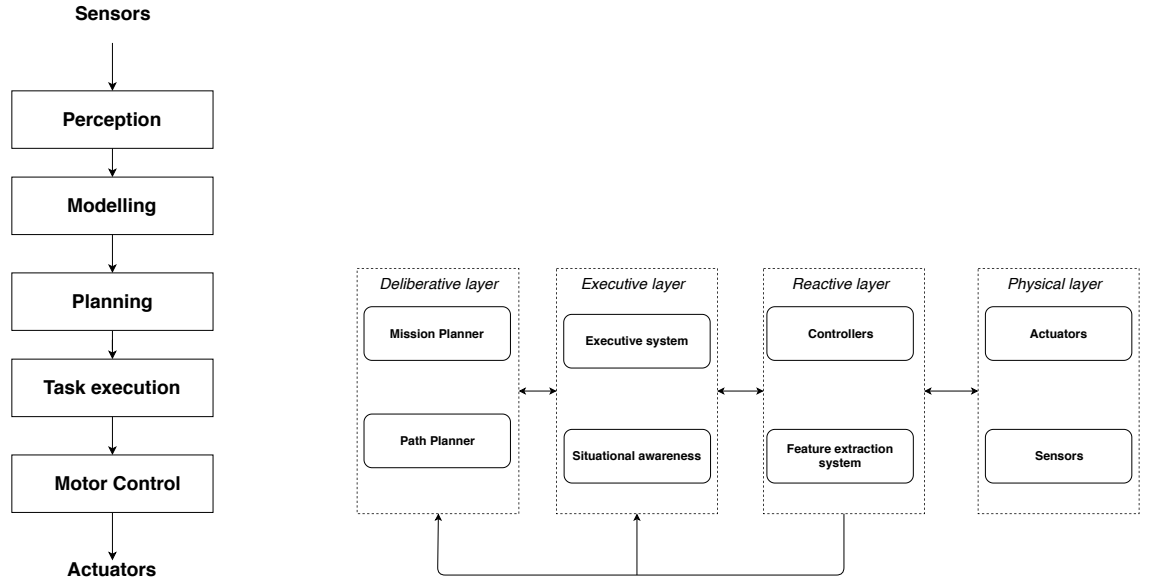 Sensors
Perception
Modelling
Planning
Task execution
Motor Control
Actuators
Deliberative layer
Mission Planner
Path Planner
Executive layer
Executive system
Situational awareness
Reactive layer
Controllers
Feature extraction
system
Physical layer
Actuators
Sensors